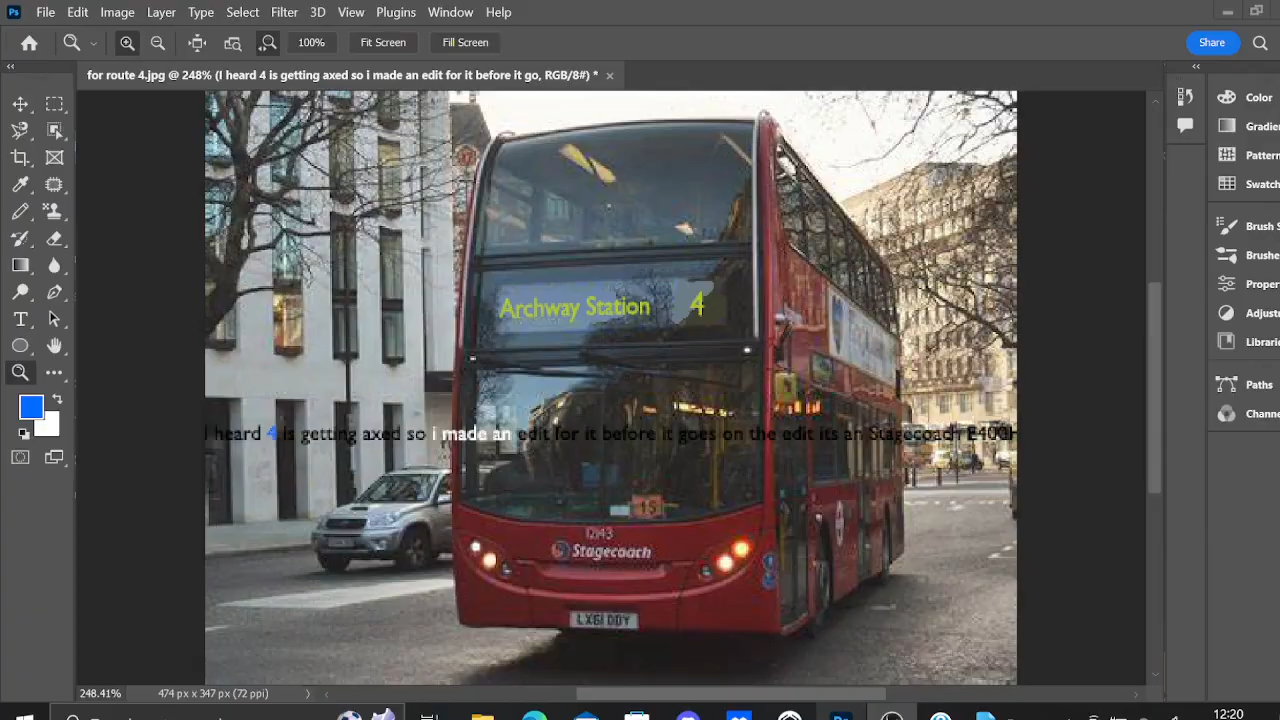 File Edit Image Layer Type Select Filter 3D View Plugins Window Help
100% Fit Screen Fill Screen Share
for route 4.jpg @ 248% (I heard 4 is getting axed so i made an edit for it before it go, RGB/8#) *
Color
Gradie
Pattern
Swatch
Brush S
Brushe
Proper
Adjust
Librarie
Paths
Chann
Archway Station 4
I heard 4 is getting axed so i made an edit for it before it goes on the edit its an Stagecoach E400H
15
12143
Stagecoach
LX61 DDY
248.41% 474 px x 347 px (72 ppi)
12:20